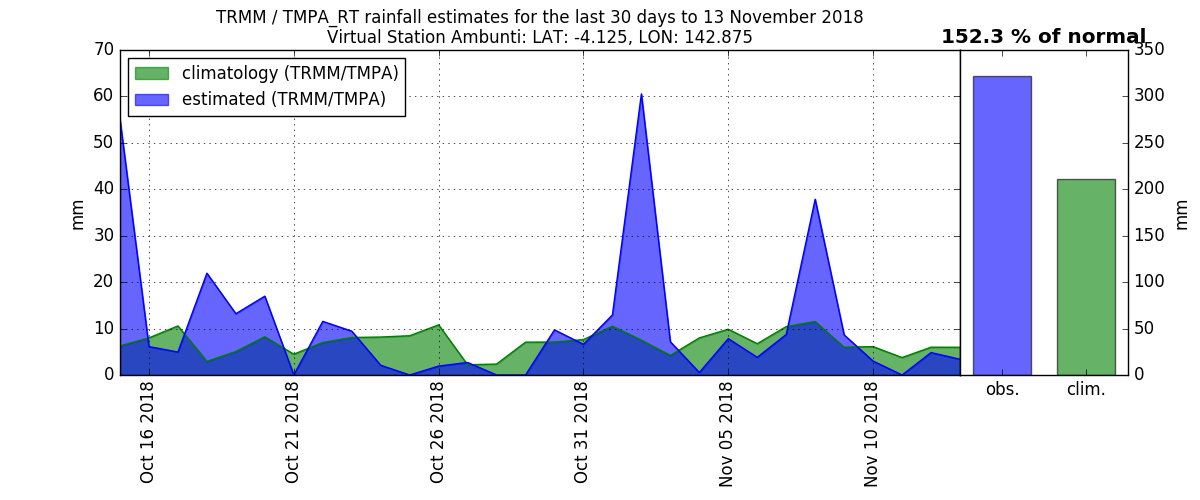 TRMM / TMPA_RT rainfall estimates for the last 30 days to 13 November 2018
Virtual Station Ambunti: LAT: -4.125, LON: 142.875
152.3 % of normal
climatology (TRMM/TMPA)
estimated (TRMM/TMPA)
70
60
50
40
30
20
10
0
mm
Oct 16 2018
Oct 21 2018
Oct 26 2018
Oct 31 2018
Nov 05 2018
Nov 10 2018
350
300
250
200
150
100
50
0
mm
obs.
clim.